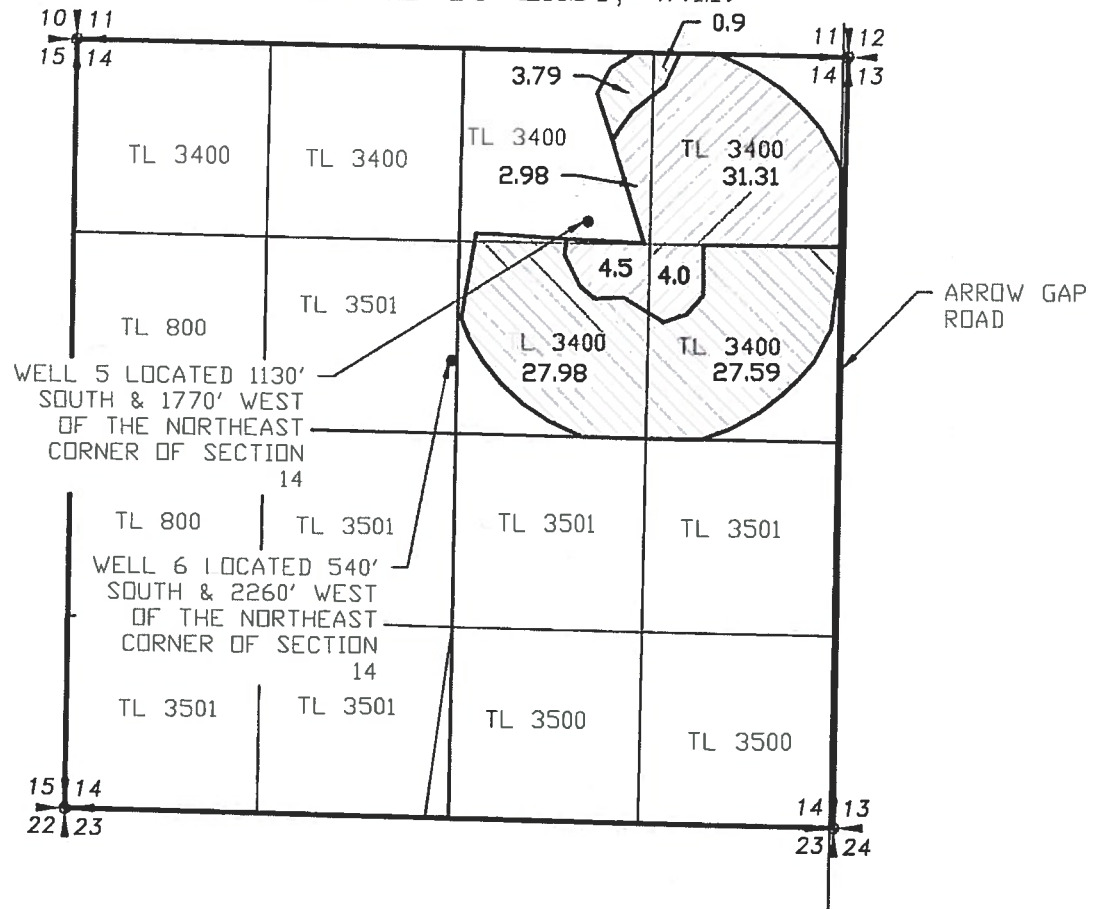 0.9
10 11
15 14
11 12
14 13
3.79
TL 3400
TL 3400
TL 3400
2.98
TL 3400
31.31
4.5
4.0
TL 3501
TL 800
L 3400
27.98
TL 3400
27.59
ARROW GAP
ROAD
WELL 5 LOCATED 1130'
SOUTH & 1770' WEST
OF THE NORTHEAST
CORNER OF SECTION
14
TL 800
TL 3501
TL 3501
TL 3501
WELL 6 LOCATED 540'
SOUTH & 2260' WEST
OF THE NORTHEAST
CORNER OF SECTION
14
TL 3501
TL 3501
TL 3500
TL 3500
15 14
22 23
14 13
23 24